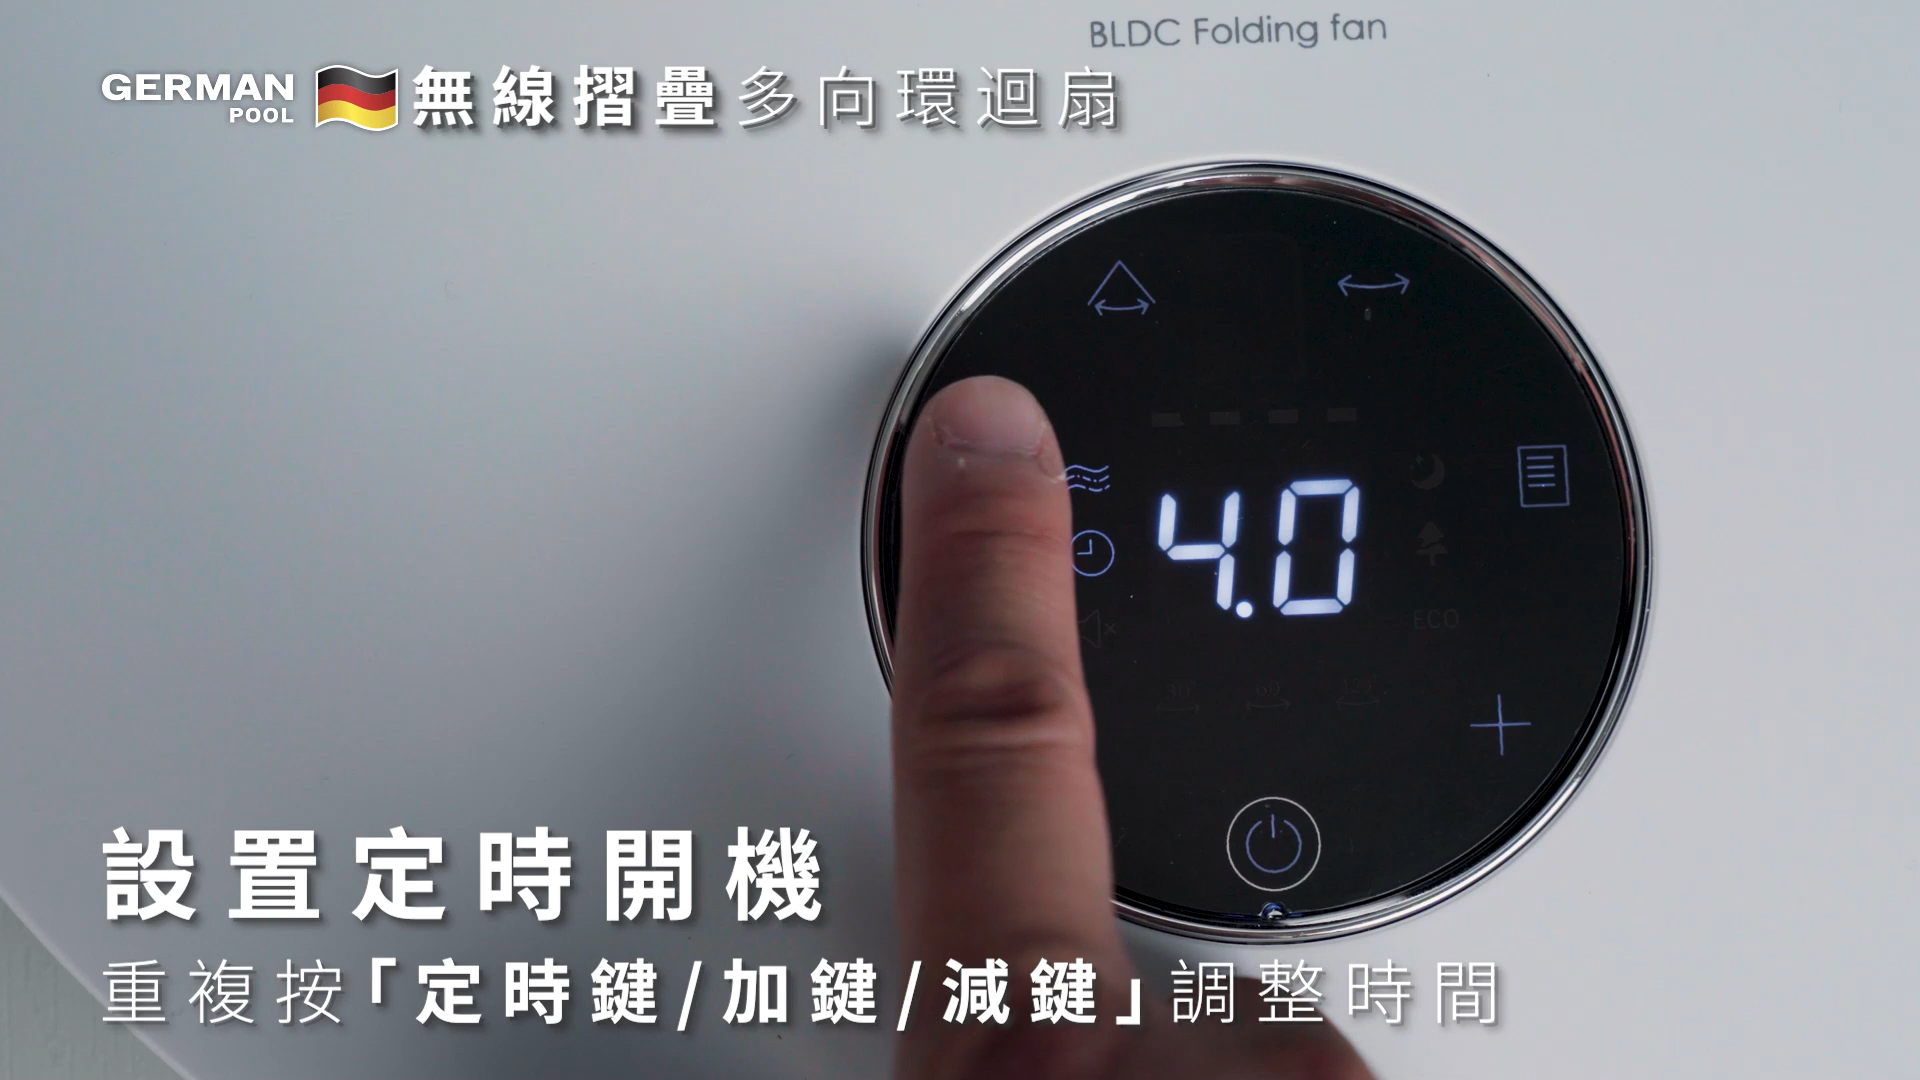 BLDC Folding fan
GERMAN
POOL
無線摺疊多向環迴扇
4.0
ECO
設置定時開機
重複按「定時鍵/加鍵/減鍵」調整時間